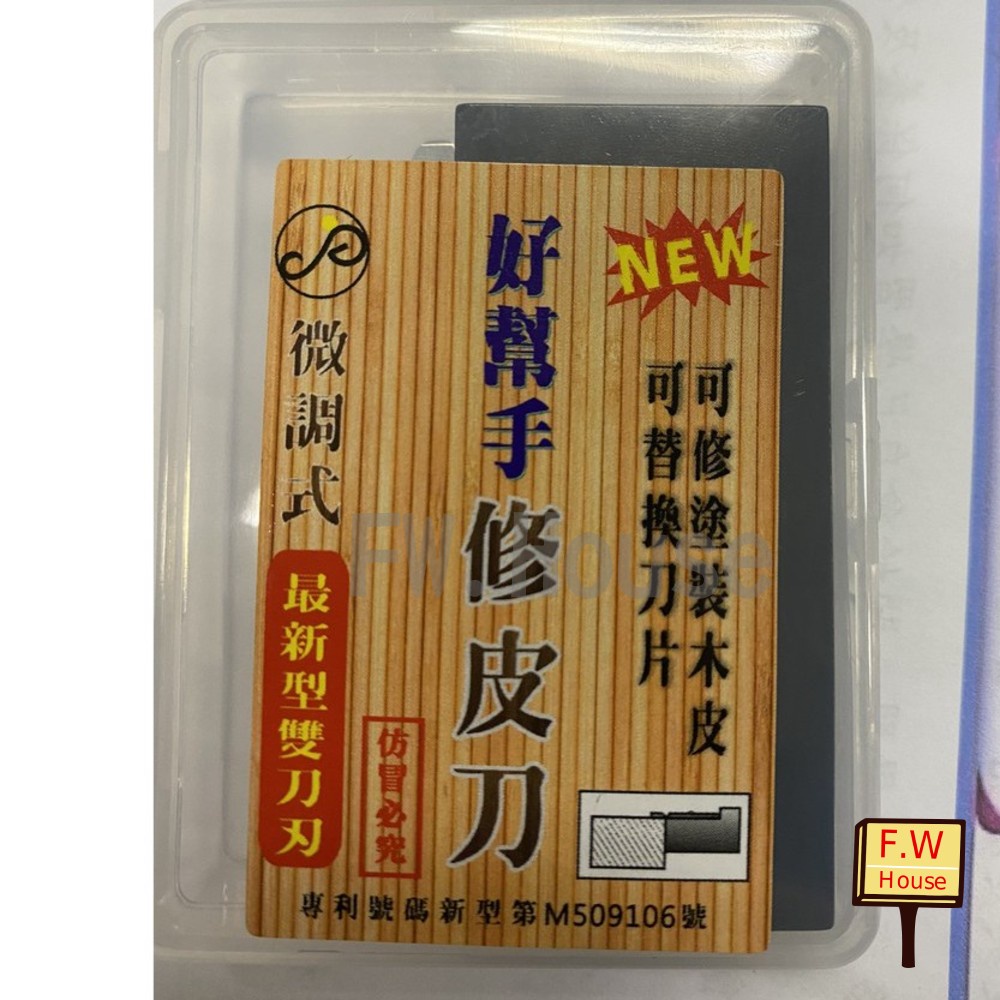 NEW
可修塗裝木皮
可替換刀片
好幫手修皮刀
微調式
最新型雙刀刃
仿冒必究
專利號碼新型第M509106號
FW.House
F.W
House